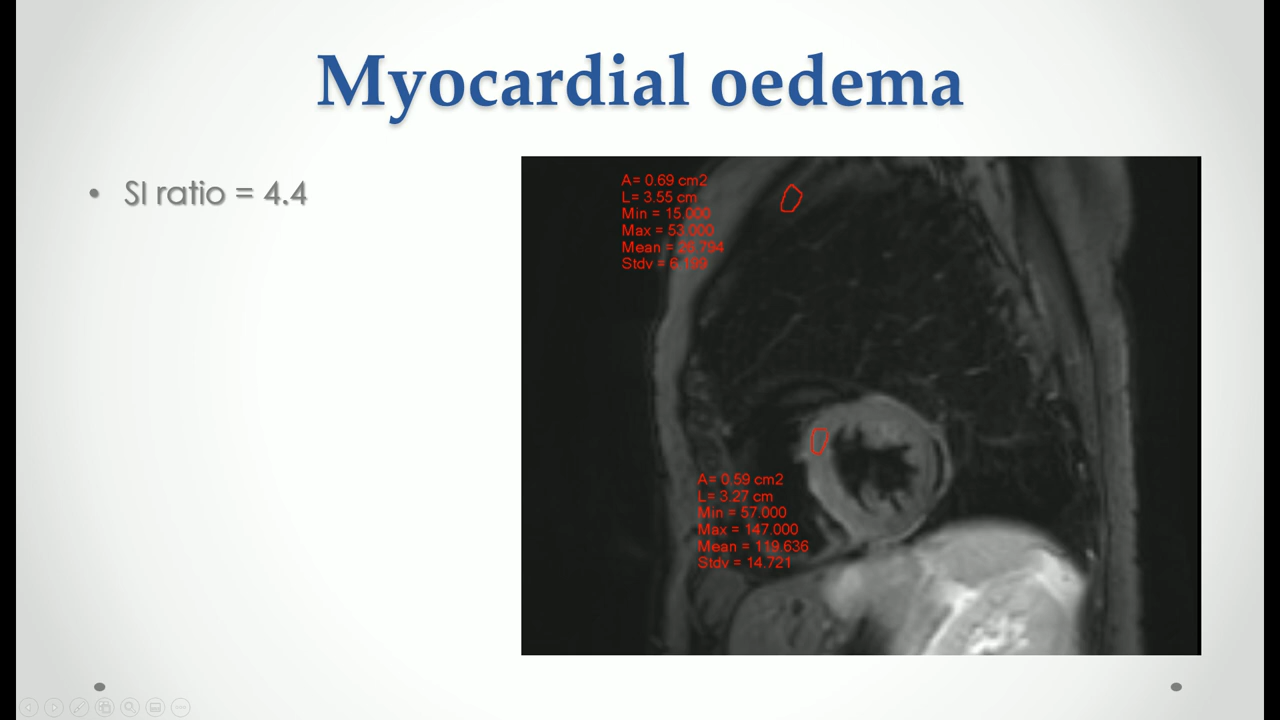 Myocardial oedema
• SI ratio = 4.4
A= 0.69 cm2
L= 3.55 cm
Min = 15.000
Max = 53.000
Mean = 26.794
Stdv = 6.199
A= 0.59 cm2
L= 3.27 cm
Min = 57.000
Max = 147.000
Mean = 119.636
Stdv = 14.721